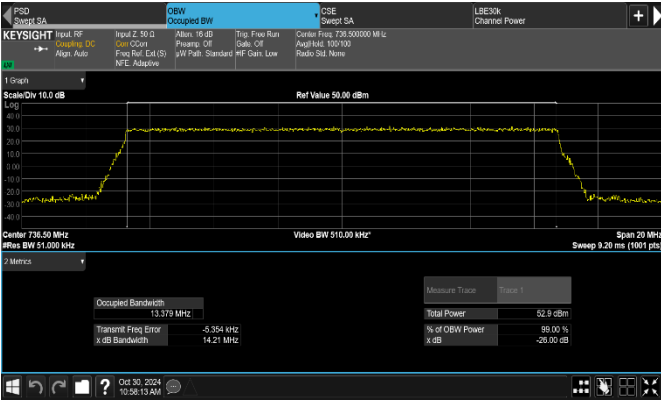 PSD
Swept SA
OBW
Occupied BW
CSE
Swept SA
LBE30k
Channel Power
KEYSIGHT
Input: RF
Coupling: DC
Align: Auto
Input Z: 50 Ω
Corr CCorr
Freq Ref: Ext (S)
NFE: Adaptive
Atten: 16 dB
Preamp: Off
µW Path: Standard
Trig: Free Run
Gate: Off
#IF Gain: Low
Center Freq: 736.500000 MHz
Avg|Hold: 100/100
Radio Std: None
1 Graph
Scale/Div 10.0 dB
Ref Value 50.00 dBm
Log
40.0
30.0
20.0
10.0
0.00
-10.0
-20.0
-30.0
-40.0
Center 736.50 MHz
#Res BW 51.000 kHz
Video BW 510.00 kHz*
Span 20 MHz
Sweep 9.20 ms (1001 pts)
2 Metrics
Measure Trace
Trace 1
Occupied Bandwidth
13.379 MHz
Total Power
52.9 dBm
Transmit Freq Error
-5.354 kHz
% of OBW Power
99.00 %
x dB Bandwidth
14.21 MHz
x dB
-26.00 dB
Oct 30, 2024
10:58:13 AM